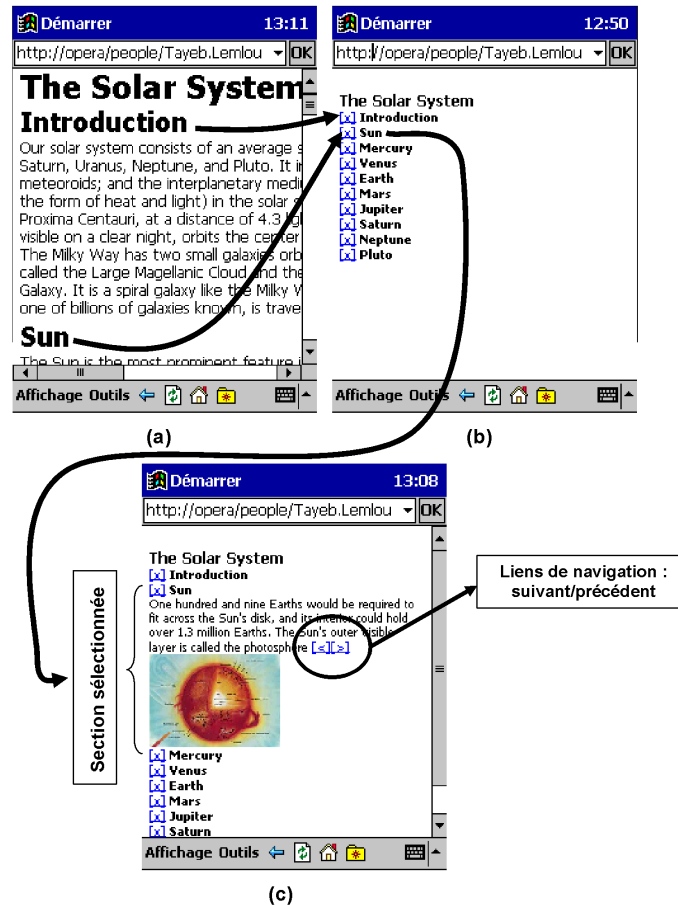 Démarrer 13:11
http://opera/people/Tayeb.Lemlou OK
The Solar System
Introduction
Our solar system consists of an average s
Saturn, Uranus, Neptune, and Pluto. It in
meteoroids; and the interplanetary medi
the form of heat and light) in the solar s
Proxima Centauri, at a distance of 4.3 lgl
visible on a clear night, orbits the center
The Milky Way has two small galaxies orb
called the Large Magellanic Cloud and the
Galaxy. It is a spiral galaxy like the Milky W
one of billions of galaxies known, is trave
Sun
The Sun is the most prominent feature i
Affichage Outils
(a)
Démarrer 12:50
http://opera/people/Tayeb.Lemlou OK
The Solar System
[x] Introduction
[x] Sun
[x] Mercury
[x] Venus
[x] Earth
[x] Mars
[x] Jupiter
[x] Saturn
[x] Neptune
[x] Pluto
Affichage Outils
(b)
Démarrer 13:08
http://opera/people/Tayeb.Lemlou OK
The Solar System
[x] Introduction
[x] Sun
One hundred and nine Earths would be required to
fit across the Sun's disk, and its interior could hold
over 1.3 million Earths. The Sun's outer visible
layer is called the photosphere [<][>]
[x] Mercury
[x] Venus
[x] Earth
[x] Mars
[x] Jupiter
[x] Saturn
Affichage Outils
(c)
Section sélectionnée
Liens de navigation :
suivant/précédent